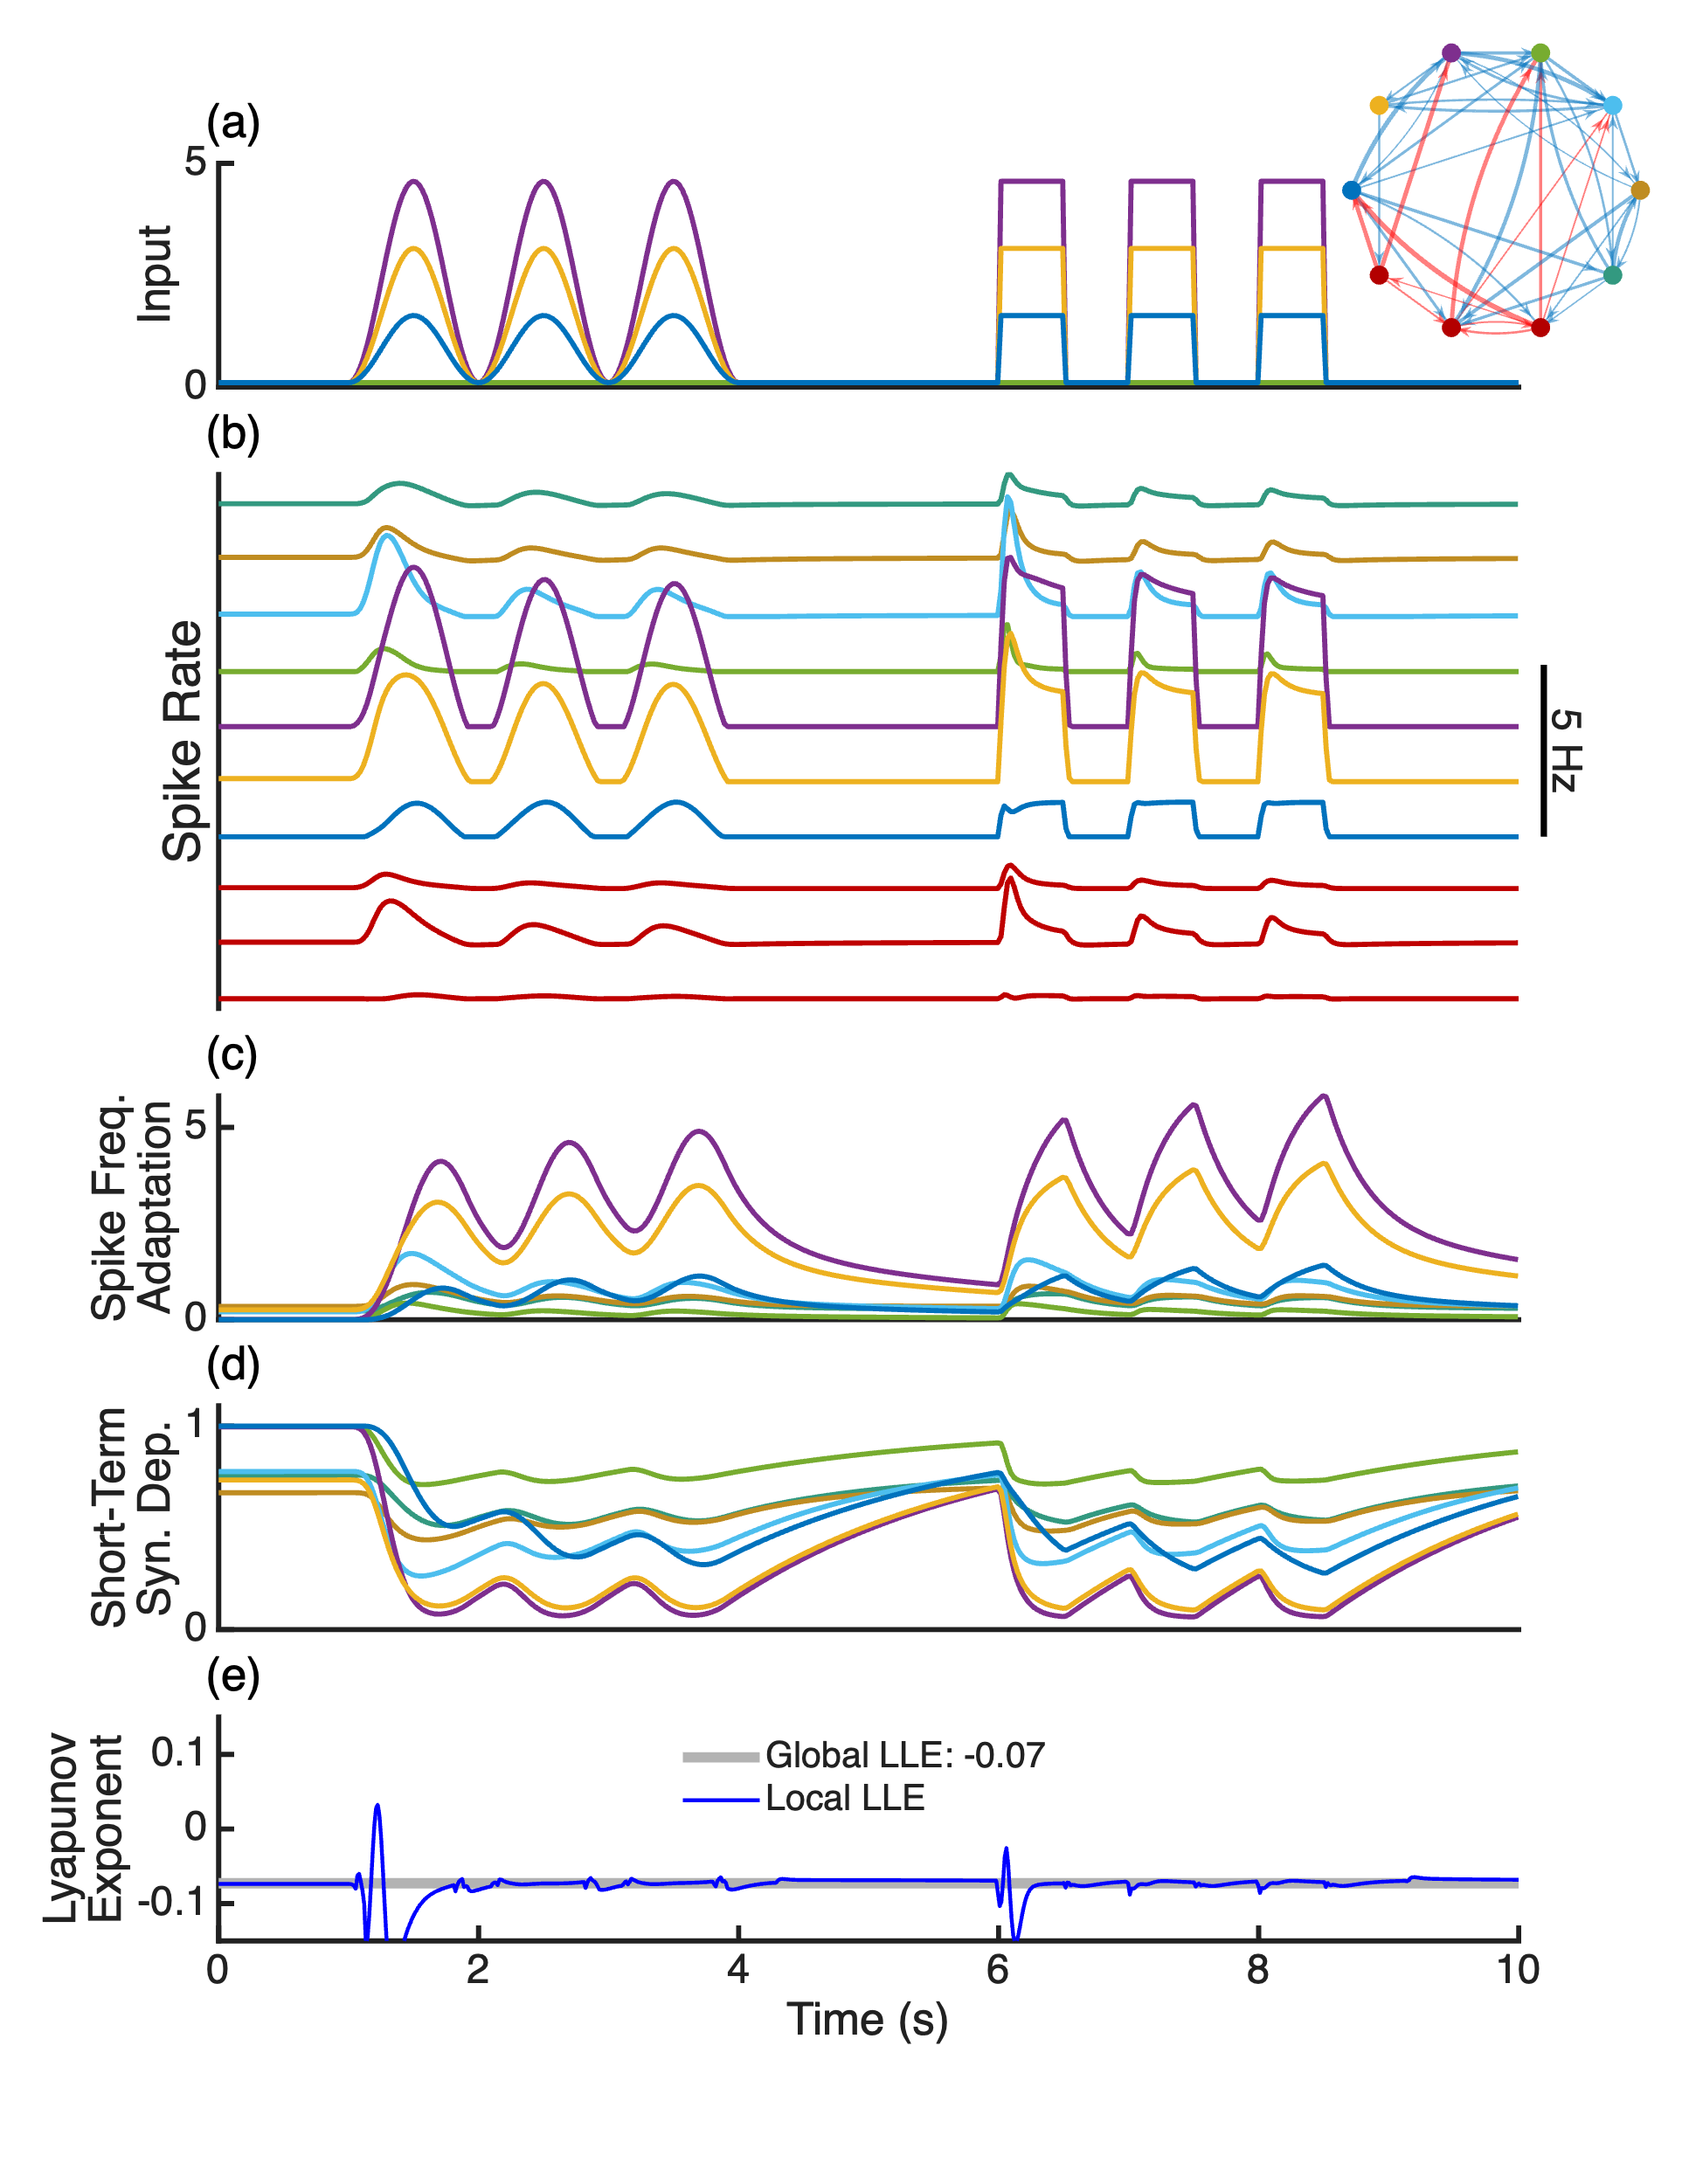 (a)
5
0
Input
(b)
Spike Rate
5 Hz
(c)
Spike Freq.
Adaptation
5
0
(d)
Short-Term
Syn. Dep.
1
0
(e)
Lyapunov
Exponent
0.1
0
-0.1
Global LLE: -0.07
Local LLE
0 2 4 6 8 10
Time (s)